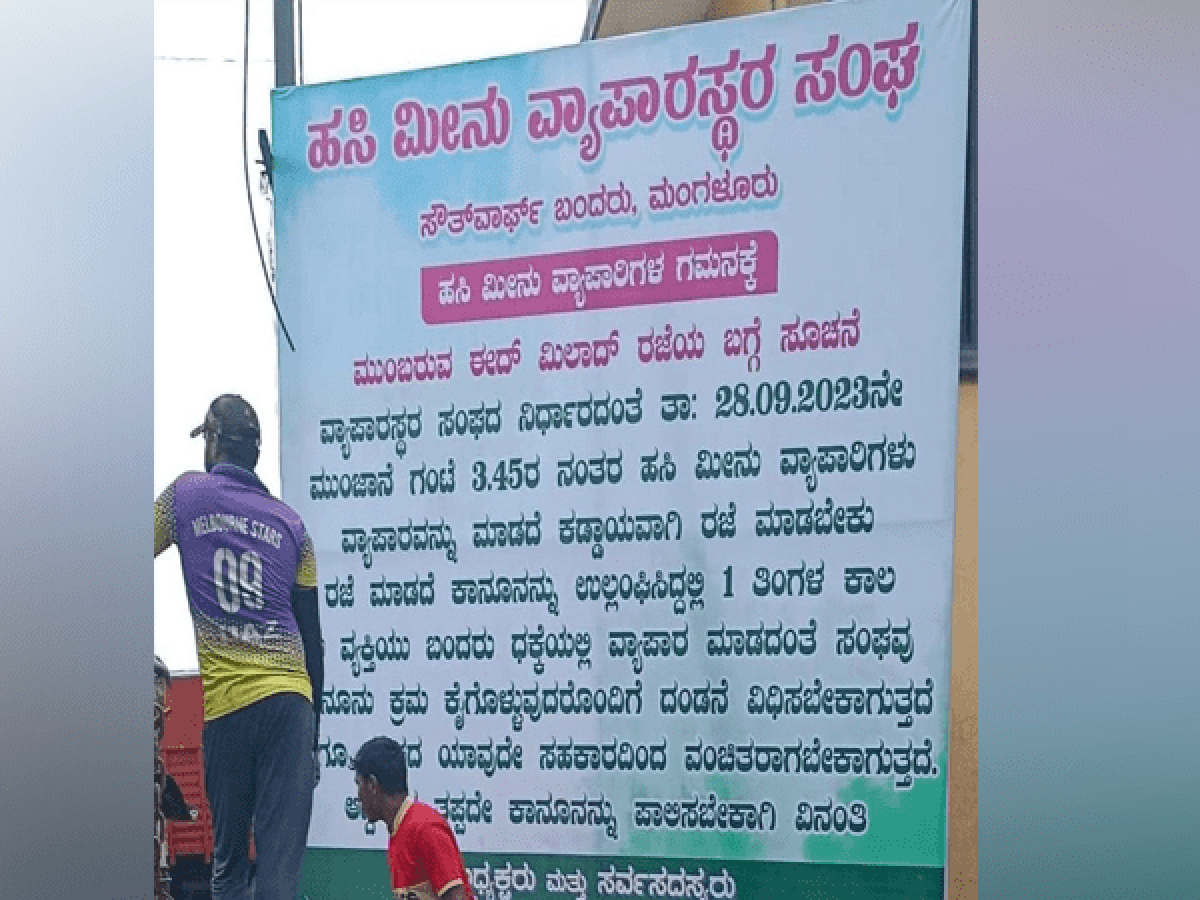 ಹಸಿ ಮೀನು ವ್ಯಾಪಾರಸ್ಥರ ಸಂಘ
ಸೌತ್‌ವಾರ್ಫ್ ಬಂದರು, ಮಂಗಳೂರು
ಹಸಿ ಮೀನು ವ್ಯಾಪಾರಿಗಳ ಗಮನಕ್ಕೆ
ಮುಂಬರುವ ಈದ್ ಮಿಲಾದ್ ರಜೆಯ ಬಗ್ಗೆ ಸೂಚನೆ
ವ್ಯಾಪಾರಸ್ಥರ ಸಂಘದ ನಿರ್ಧಾರದಂತೆ ತಾ: 28.09.2023ನೇ
ಮುಂಜಾನೆ ಗಂಟೆ 3.45ರ ನಂತರ ಹಸಿ ಮೀನು ವ್ಯಾಪಾರಿಗಳು
ವ್ಯಾಪಾರವನ್ನು ಮಾಡದೆ ಕಡ್ಡಾಯವಾಗಿ ರಜೆ ಮಾಡಬೇಕು
ರಜೆ ಮಾಡದೆ ಕಾನೂನನ್ನು ಉಲ್ಲಂಘಿಸಿದ್ದಲ್ಲಿ 1 ತಿಂಗಳ ಕಾಲ
ವ್ಯಕ್ತಿಯು ಬಂದರು ಧಕ್ಕೆಯಲ್ಲಿ ವ್ಯಾಪಾರ ಮಾಡದಂತೆ ಸಂಘವು
ನೂನು ಕ್ರಮ ಕೈಗೊಳ್ಳುವುದರೊಂದಿಗೆ ದಂಡನೆ ವಿಧಿಸಬೇಕಾಗುತ್ತದೆ
ಯಾವುದೇ ಸಹಕಾರದಿಂದ ವಂಚಿತರಾಗಬೇಕಾಗುತ್ತದೆ.
ತಪ್ಪದೇ ಕಾನೂನನ್ನು ಪಾಲಿಸಬೇಕಾಗಿ ವಿನಂತಿ
ಧ್ಯಕ್ಷರು ಮತ್ತು ಸರ್ವಸದಸ್ಯರು
MELBOURNE STARS
09